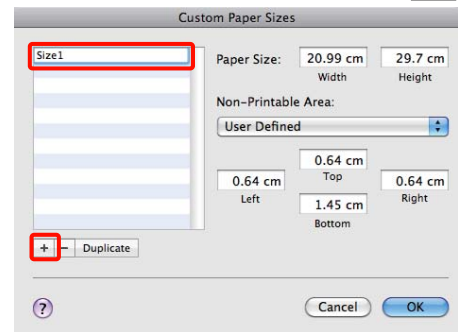 Custom Paper Sizes
Size1
Paper Size: 20.99 cm 29.7 cm
Width Height
Non-Printable Area:
User Defined
0.64 cm
Top
0.64 cm 0.64 cm
Left Right
1.45 cm
Bottom
+ − Duplicate
? Cancel OK